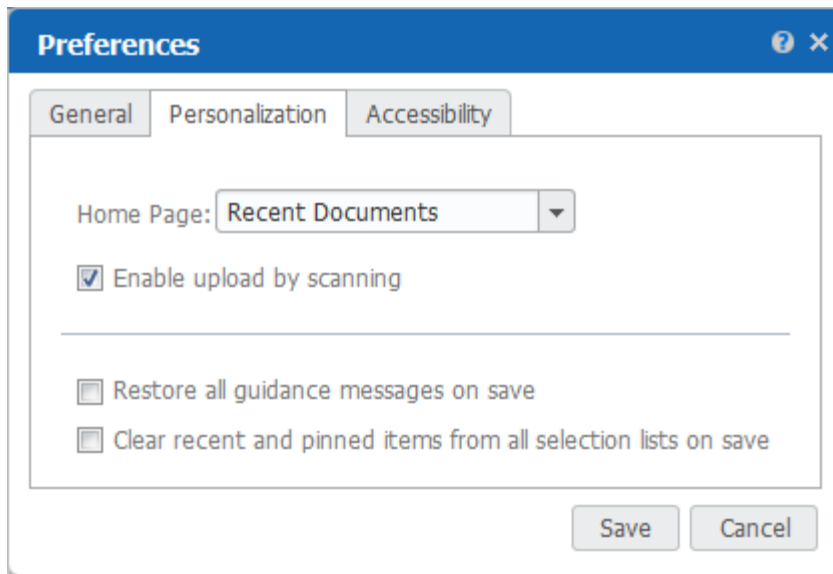 Preferences
General Personalization Accessibility
Home Page: Recent Documents
Enable upload by scanning
Restore all guidance messages on save
Clear recent and pinned items from all selection lists on save
Save Cancel